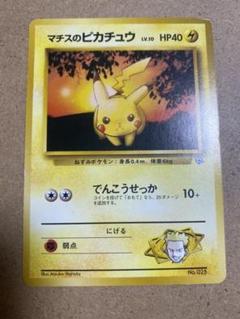 マチスのピカチュウ LV.10 HP40
ねずみポケモン：身長0.4m、体重6kg
でんこうせっか 10+
コインを投げて「おもて」なら、20ダメージ
を追加。
にげる
弱点
No.025